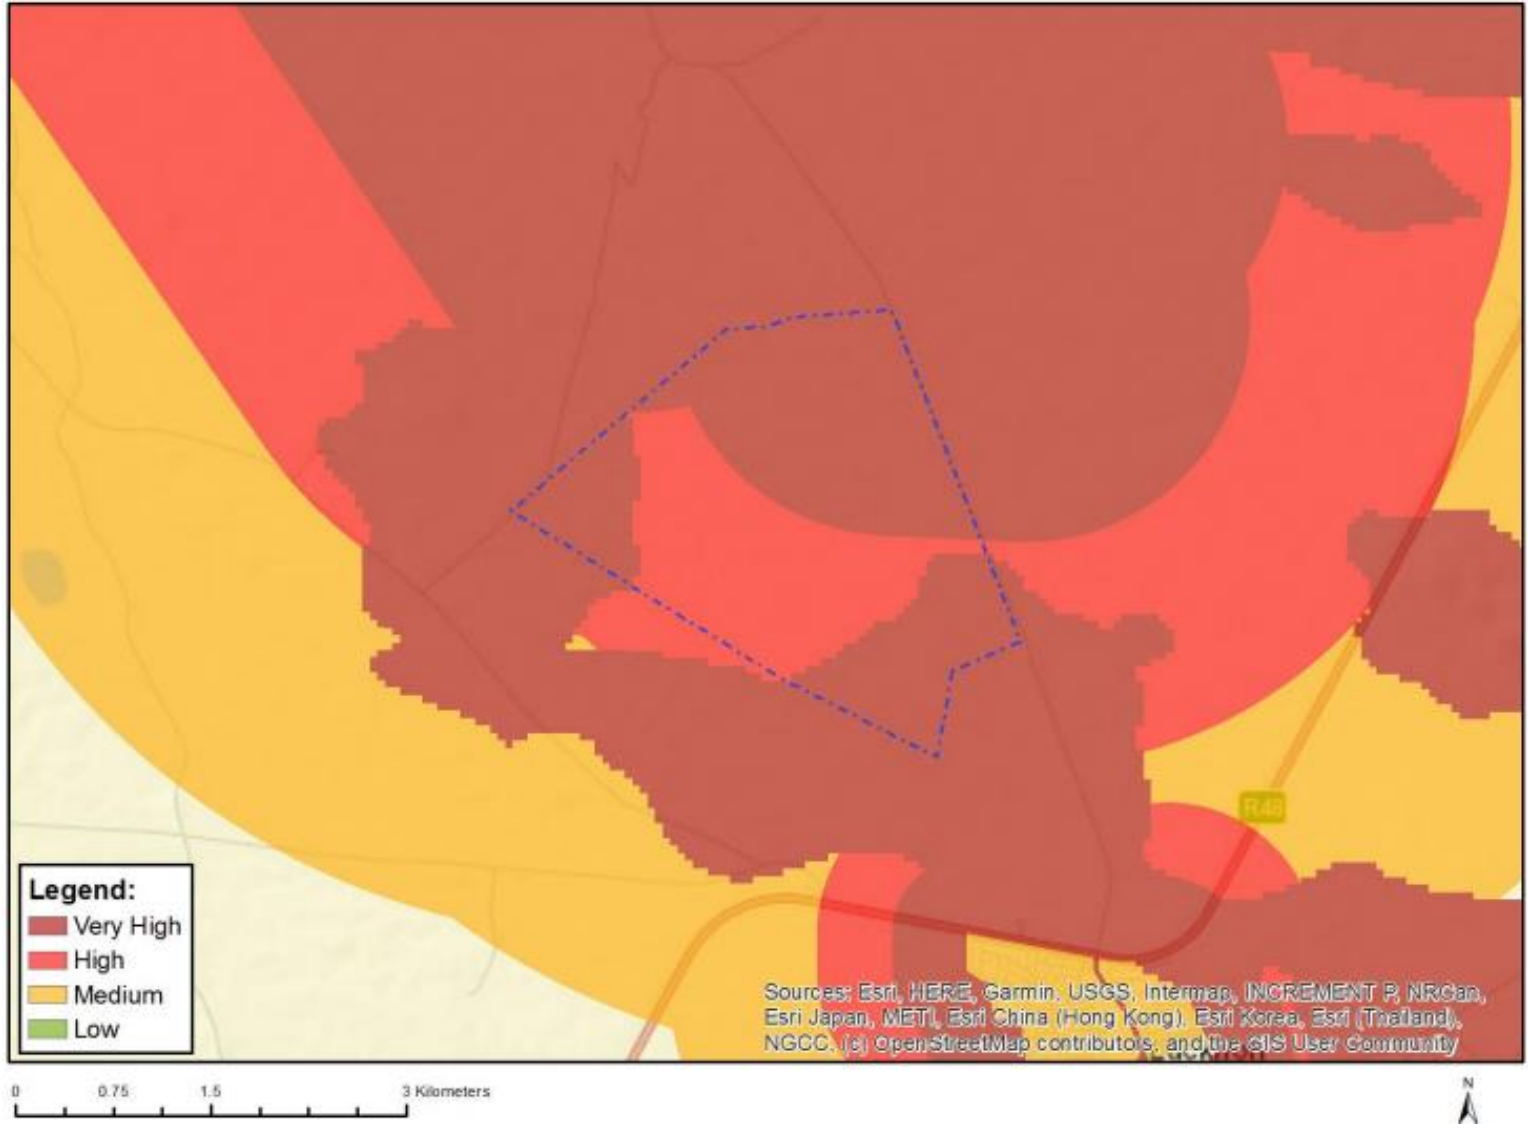 R48
Legend:
Very High
High
Medium
Low
Sources: Esri, HERE, Garmin, USGS, Intermap, INCREMENT P, NRCan,
Esri Japan, METI, Esri China (Hong Kong), Esri Korea, Esri (Thailand),
NGCC, (c) OpenStreetMap contributors, and the GIS User Community
0 0.75 1.5 3 Kilometers
N